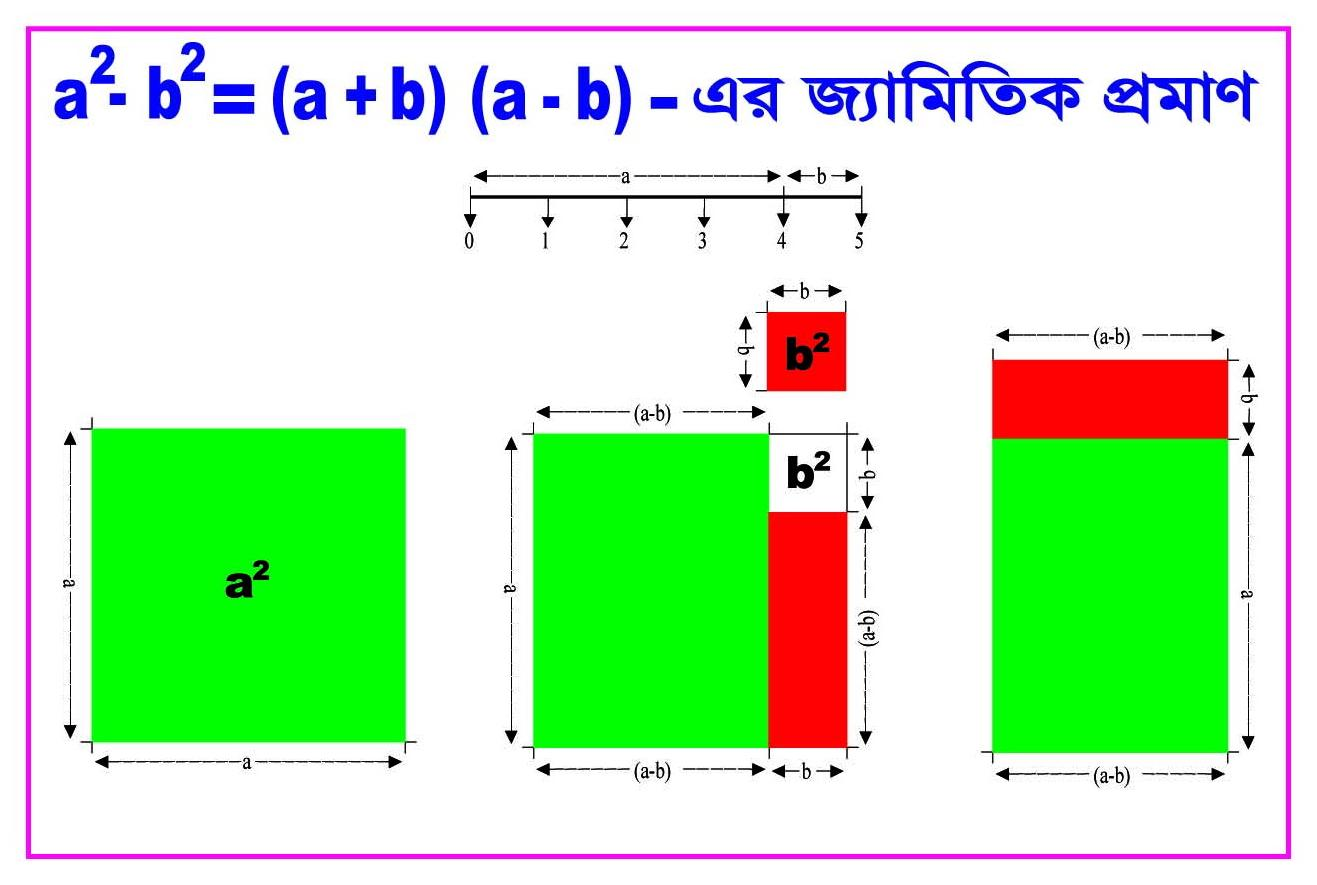 a² - b² = (a + b) (a - b) – এর জ্যামিতিক প্রমাণ
a b
0 1 2 3 4 5
b
b b²
(a-b)
b² b
a (a-b)
(a-b) b
a a²
a
(a-b)
b
a
(a-b)